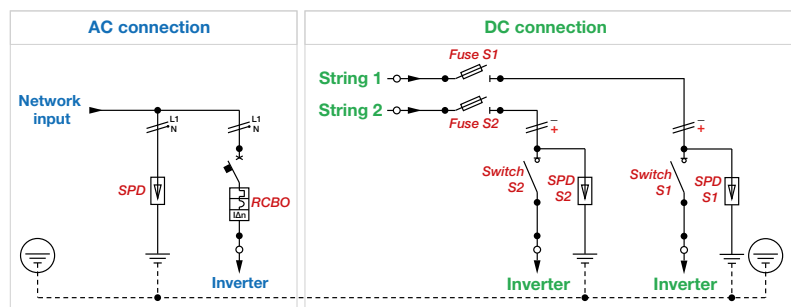 AC connection
DC connection
String 1
Fuse S1
String 2
Fuse S2
Network
input
L1
N
L1
N
SPD
RCBO
I∆n
Inverter
−
+
−
+
Switch
S2
SPD
S2
Switch
S1
SPD
S1
Inverter
Inverter